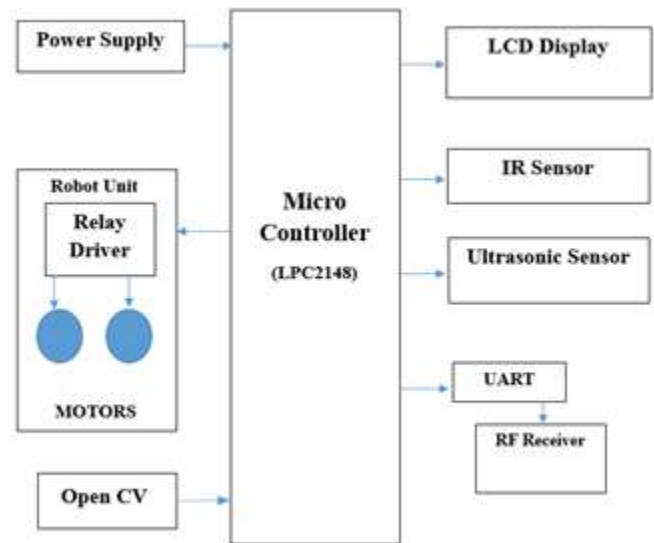 Power Supply
Robot Unit
Relay
Driver
MOTORS
Open CV
Micro
Controller
(LPC2148)
LCD Display
IR Sensor
Ultrasonic Sensor
UART
RF Receiver